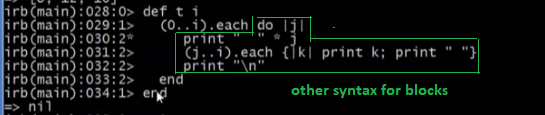 irb(main):028:0> def t i
irb(main):029:1>   (0..i).each do |j|
irb(main):030:2*     print "  " * j
irb(main):031:2>     (j..i).each {|k| print k; print " "}
irb(main):032:2>     print "\n"
irb(main):033:2>   end
irb(main):034:1> end
other syntax for blocks
=> nil